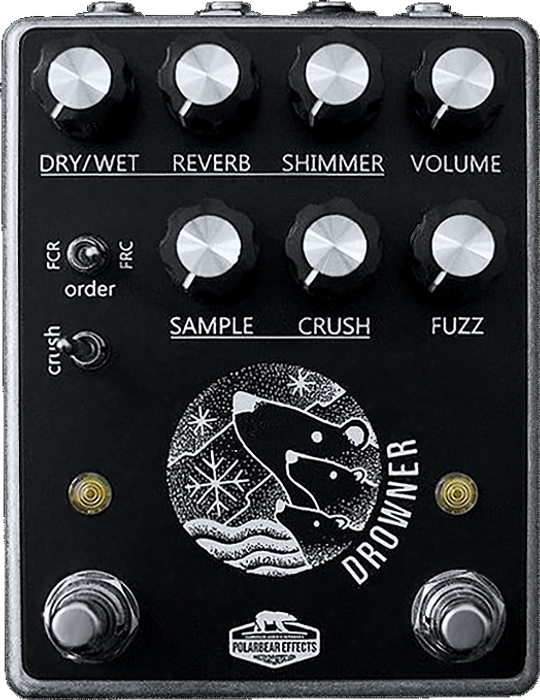 DRY/WET REVERB SHIMMER VOLUME
FCR FRC
order
SAMPLE CRUSH FUZZ
crush
DROWNER
POLARBEAR EFFECTS